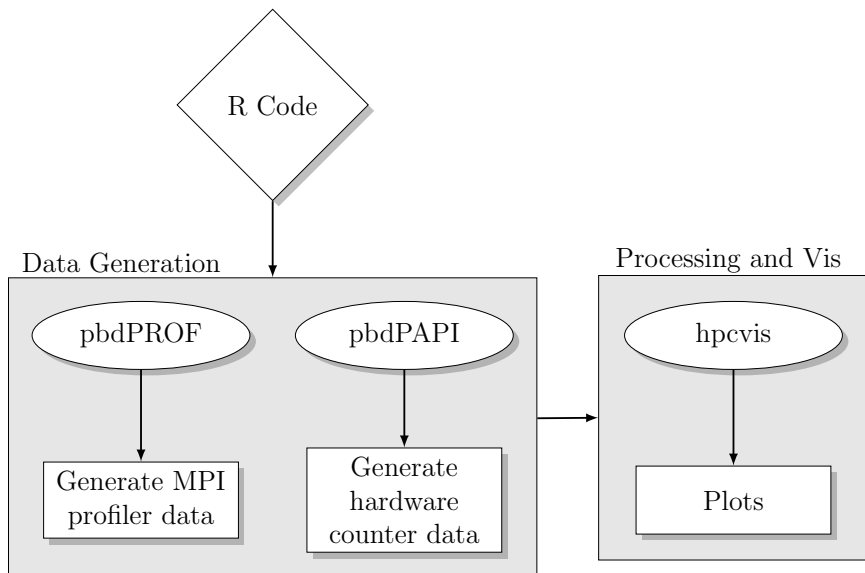 R Code
Data Generation
Processing and Vis
pbdPROF
pbdPAPI
hpcvis
Generate MPI
profiler data
Generate
hardware
counter data
Plots